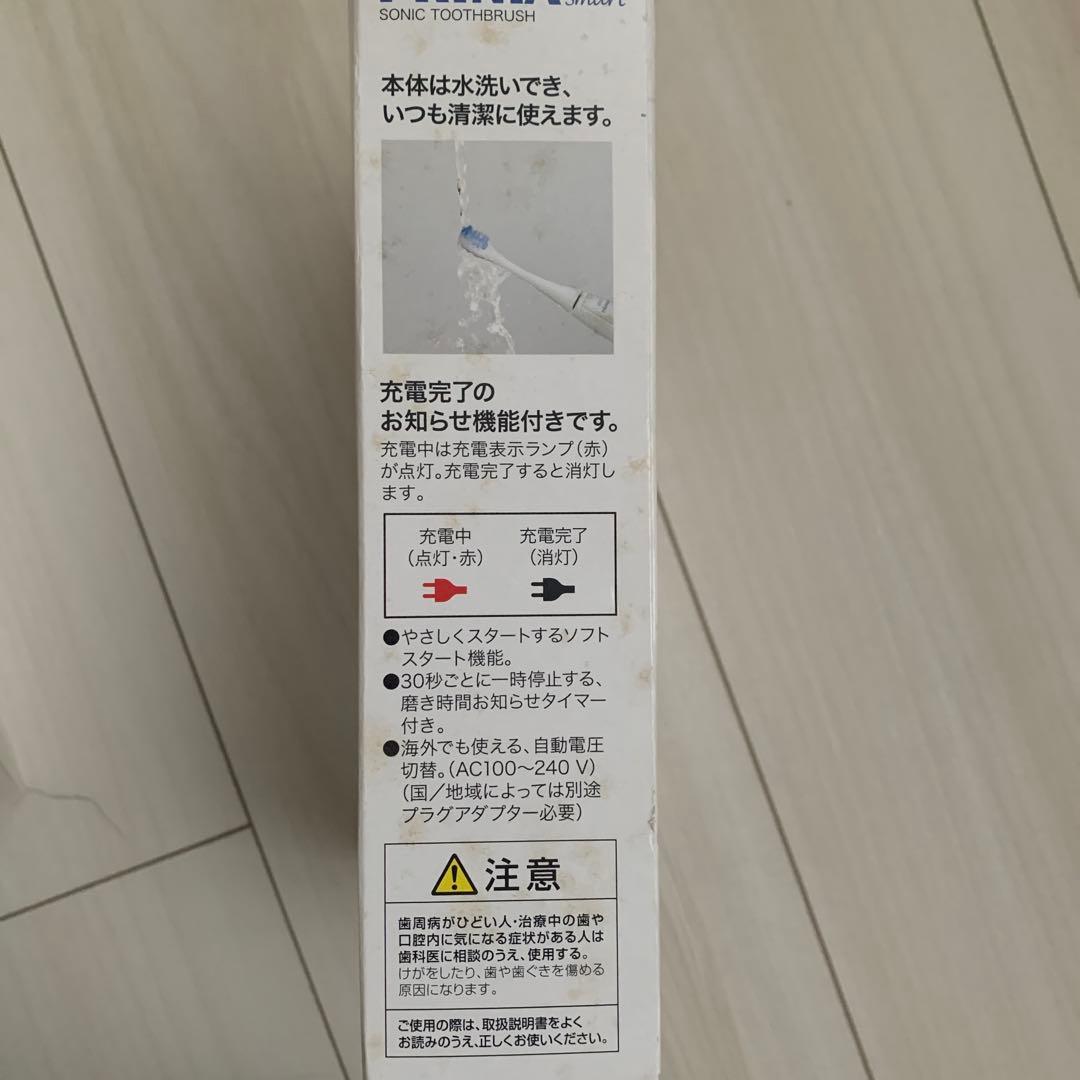 smart
SONIC TOOTHBRUSH
本体は水洗いでき、
いつも清潔に使えます。
充電完了の
お知らせ機能付きです。
充電中は充電表示ランプ(赤)
が点灯。充電完了すると消灯し
ます。
充電中
(点灯・赤)
充電完了
(消灯)
●やさしくスタートするソフト
スタート機能。
●30秒ごとに一時停止する、
磨き時間お知らせタイマー
付き。
●海外でも使える、自動電圧
切替。(AC100〜240 V)
(国/地域によっては別途
プラグアダプター必要)
注意
歯周病がひどい人・治療中の歯や
口腔内に気になる症状がある人は
歯科医に相談のうえ、使用する。
けがをしたり、歯や歯ぐきを傷める
原因になります。
ご使用の際は、取扱説明書をよく
お読みのうえ、正しくお使いください。